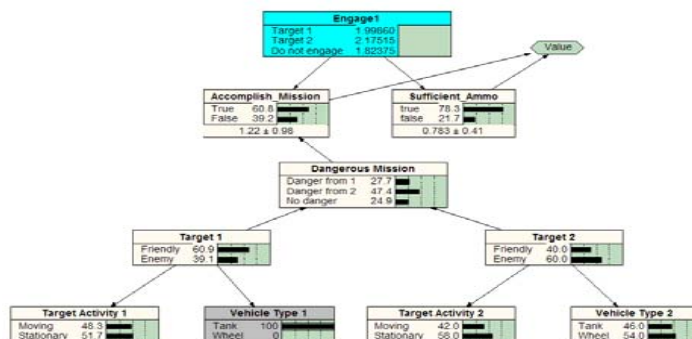 Engage1
Target 1 1.99860
Target 2 2.17515
Do not engage 1.82375
Value
Accomplish_Mission
True 60.8
False 39.2
1.22 ± 0.98
Sufficient_Ammo
true 78.3
false 21.7
0.783 ± 0.41
Dangerous Mission
Danger from 1 27.7
Danger from 2 47.4
No danger 24.9
Target 1
Friendly 60.9
Enemy 39.1
Target 2
Friendly 40.0
Enemy 60.0
Target Activity 1
Moving 48.3
Stationary 51.7
Vehicle Type 1
Tank 100
Wheel 0
Target Activity 2
Moving 42.0
Stationary 58.0
Vehicle Type 2
Tank 46.0
Wheel 54.0